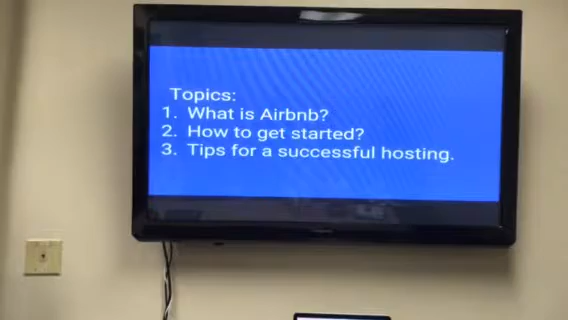 Topics:
1. What is Airbnb?
2. How to get started?
3. Tips for a successful hosting.